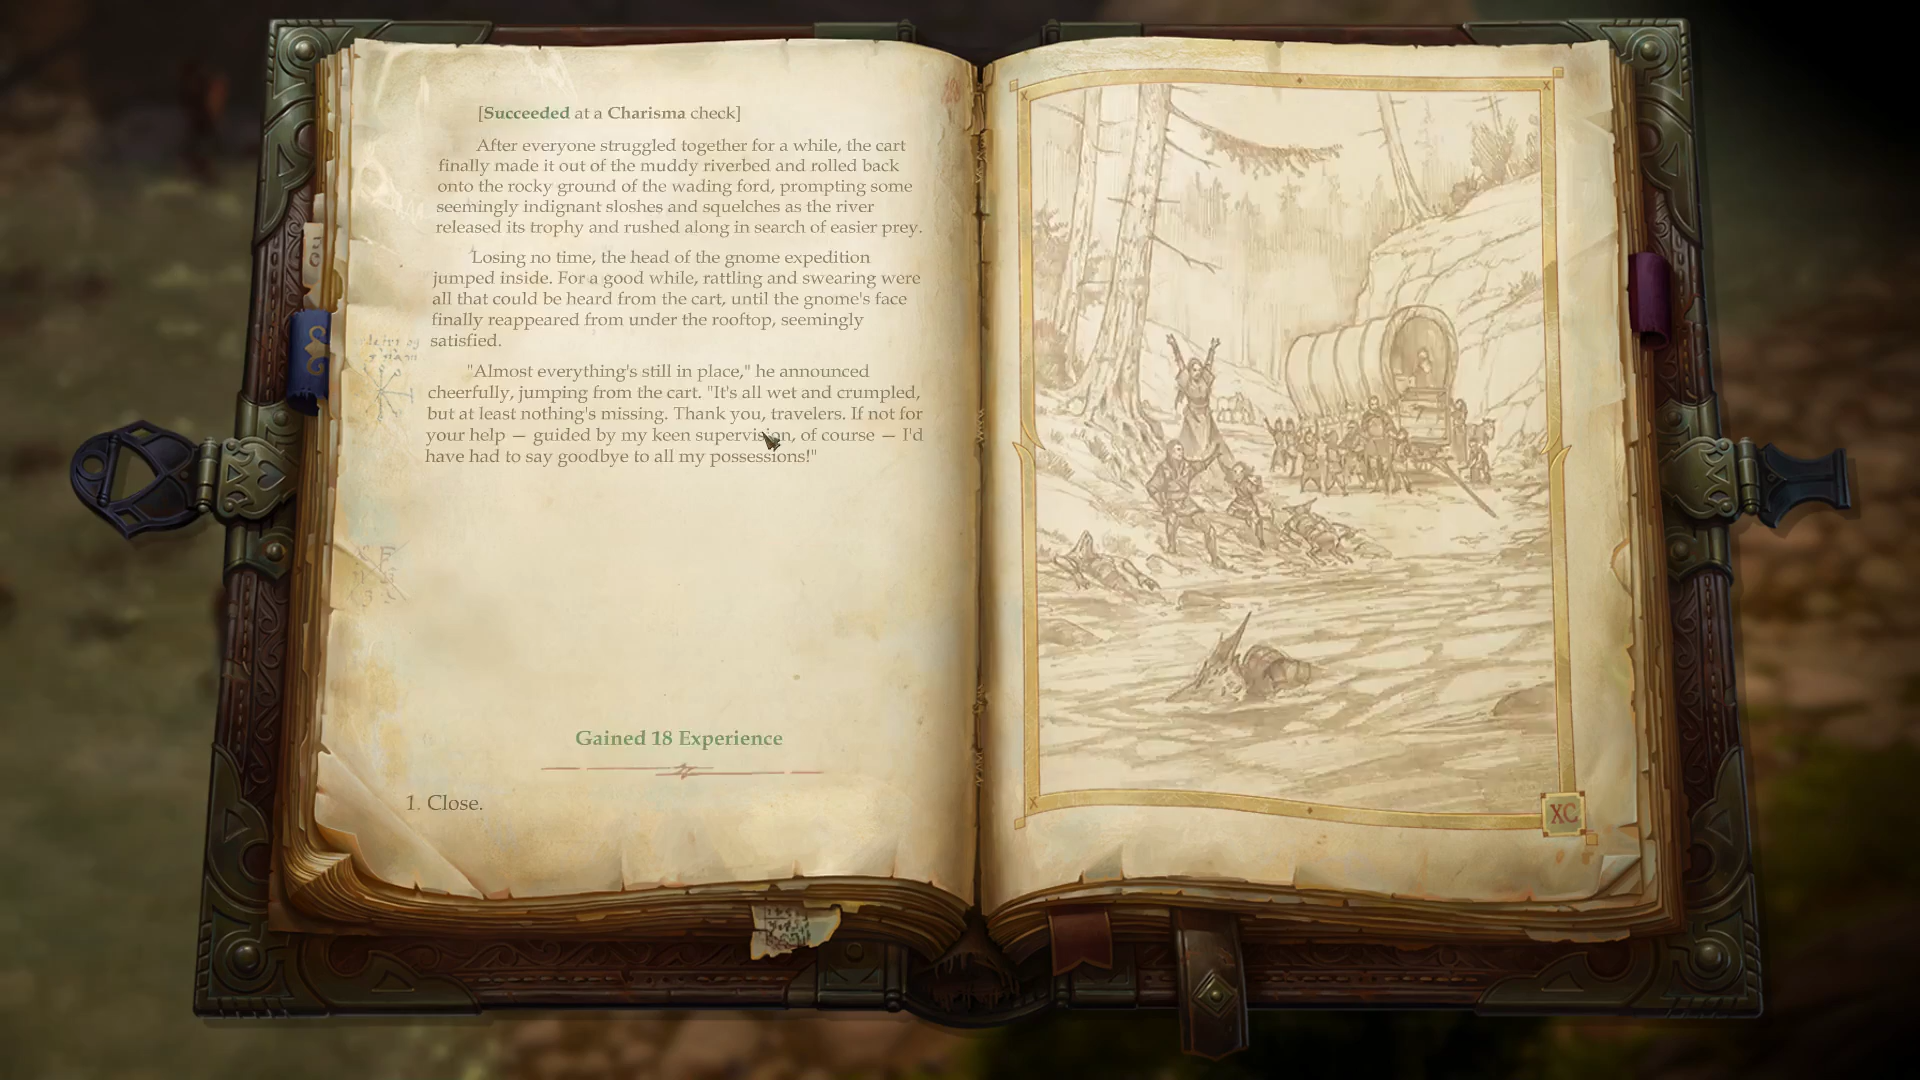 [Succeeded at a Charisma check]
After everyone struggled together for a while, the cart
finally made it out of the muddy riverbed and rolled back
onto the rocky ground of the wading ford, prompting some
seemingly indignant sloshes and squelches as the river
released its trophy and rushed along in search of easier prey.
Losing no time, the head of the gnome expedition
jumped inside. For a good while, rattling and swearing were
all that could be heard from the cart, until the gnome's face
finally reappeared from under the rooftop, seemingly
satisfied.
"Almost everything's still in place," he announced
cheerfully, jumping from the cart. "It's all wet and crumpled,
but at least nothing's missing. Thank you, travelers. If not for
your help — guided by my keen supervision, of course — I'd
have had to say goodbye to all my possessions!"
Gained 18 Experience
1. Close.
XC